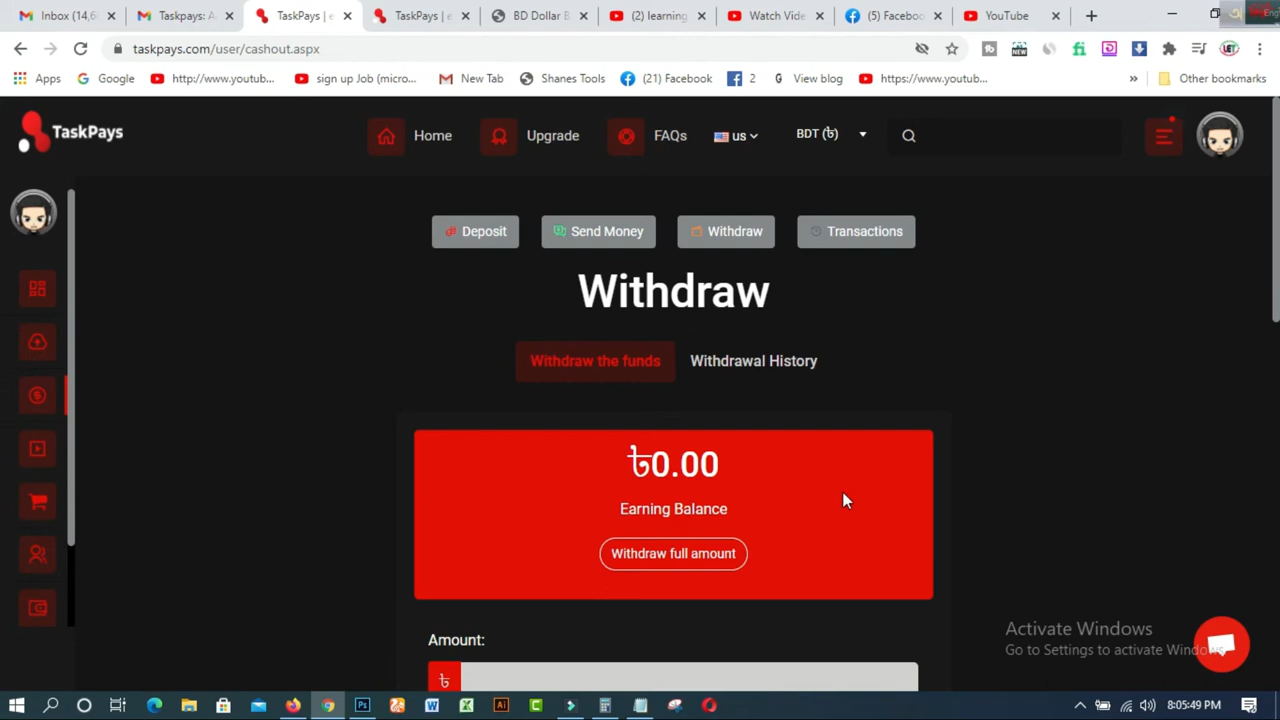 Inbox (14,6
Taskpays: A
TaskPays | e
TaskPays | e
BD Dollar B
(2) learning
Watch Vide
(5) Faceboo
YouTube
taskpays.com/user/cashout.aspx
Apps
Google
http://www.youtub...
sign up Job (micro...
New Tab
Shanes Tools
(21) Facebook
2
View blog
https://www.youtub...
»
Other bookmarks
TaskPays
Home
Upgrade
FAQs
us
BDT (৳)
Deposit
Send Money
Withdraw
Transactions
Withdraw
Withdraw the funds
Withdrawal History
৳0.00
Earning Balance
Withdraw full amount
Amount:
৳
Activate Windows
Go to Settings to activate Windows.
8:05:49 PM